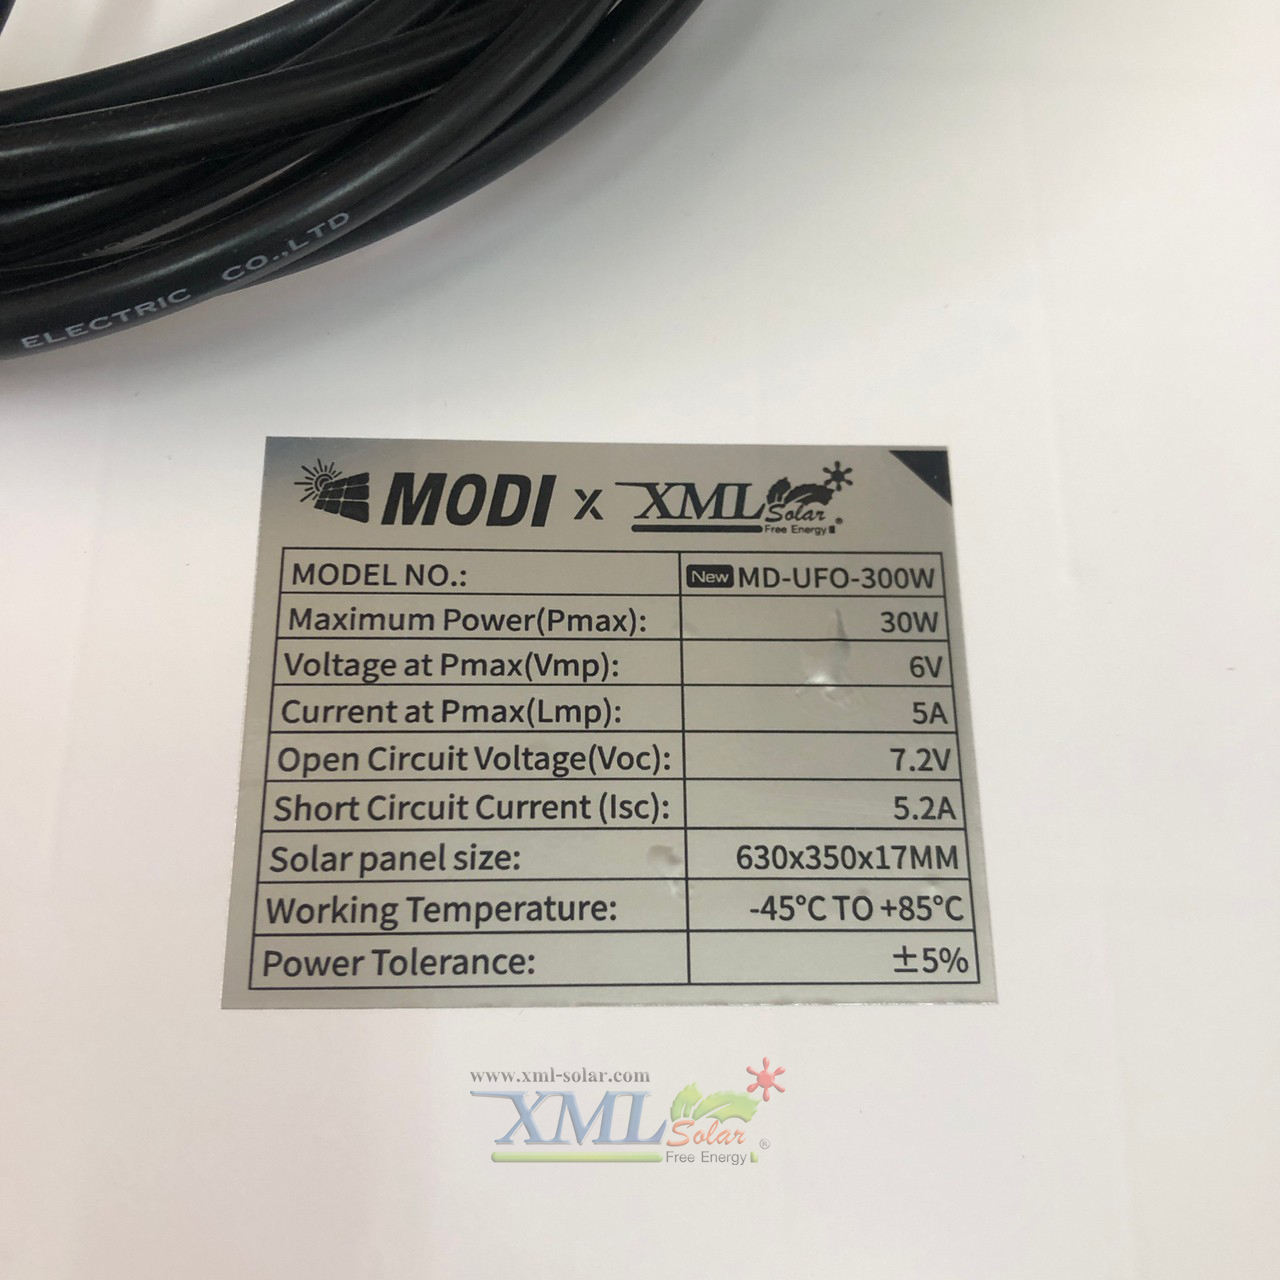 ELECTRIC CO.,LTD
MODI x XML Solar®
Free Energy
MODEL NO.: New MD-UFO-300W
Maximum Power(Pmax): 30W
Voltage at Pmax(Vmp): 6V
Current at Pmax(Lmp): 5A
Open Circuit Voltage(Voc): 7.2V
Short Circuit Current (Isc): 5.2A
Solar panel size: 630x350x17MM
Working Temperature: -45°C TO +85°C
Power Tolerance: ±5%
www.xml-solar.com
XML Solar®
Free Energy